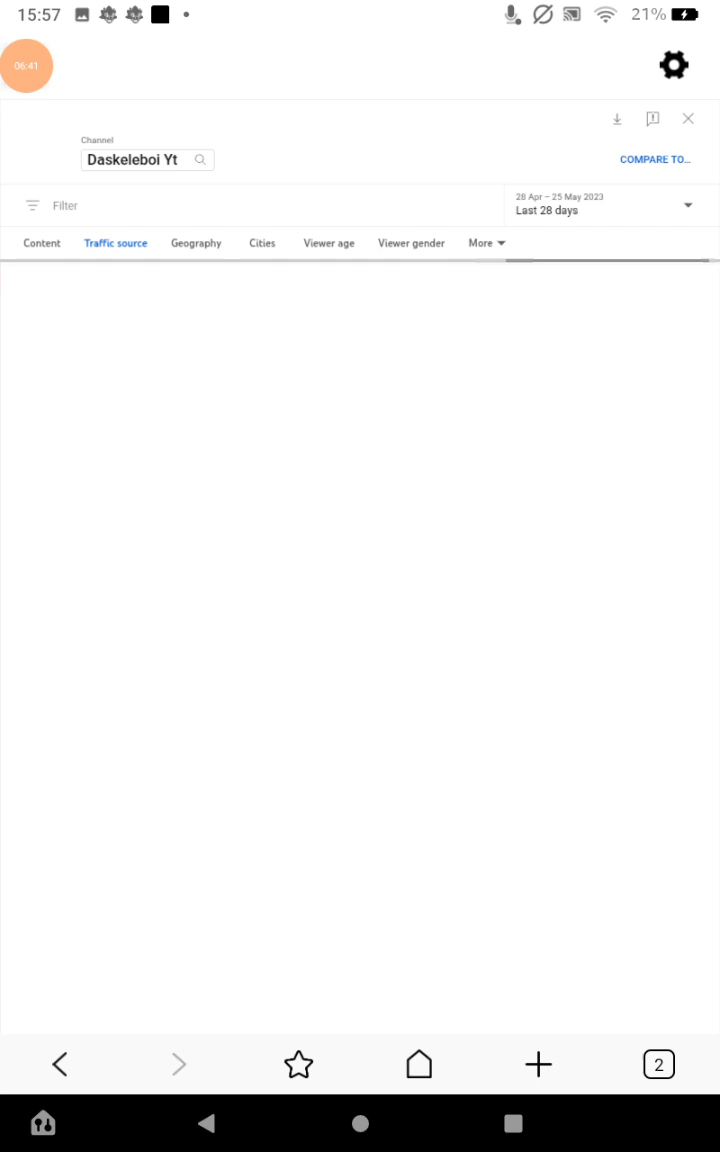 15:57
21%
06:41
Channel
Daskeleboi Yt
COMPARE TO...
Filter
28 Apr – 25 May 2023
Last 28 days
Content Traffic source Geography Cities Viewer age Viewer gender More
2